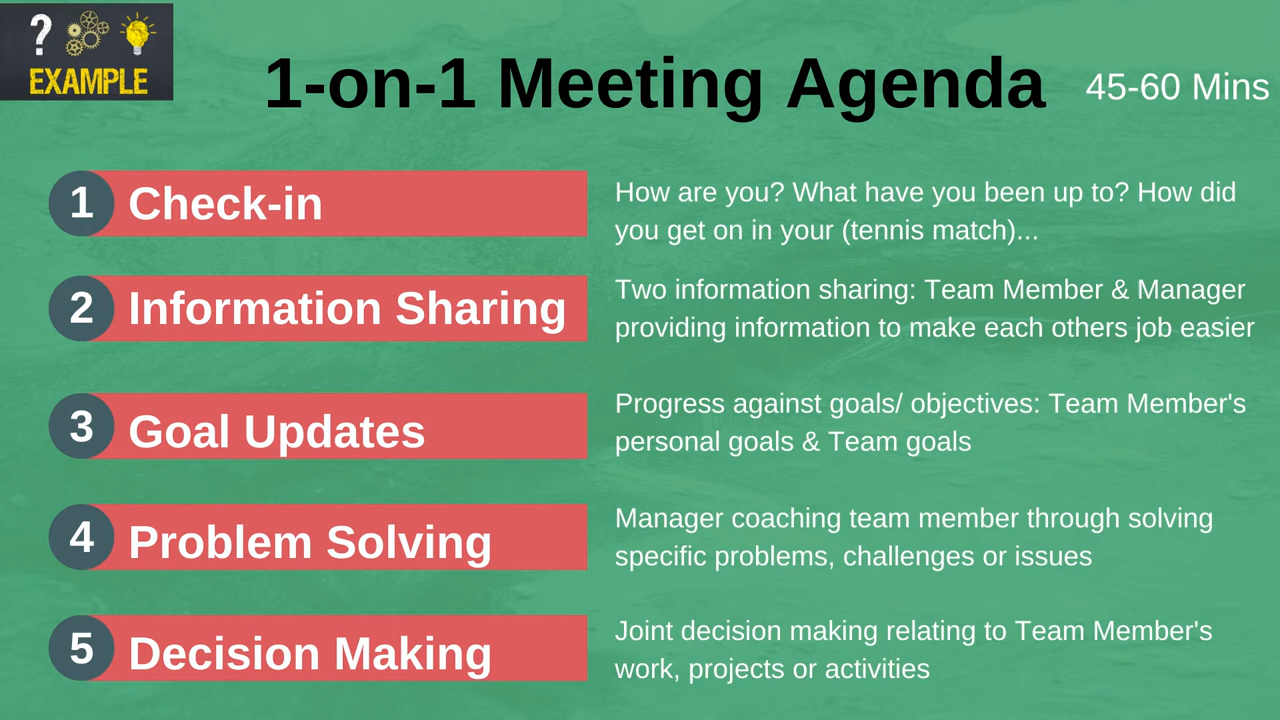 ?
EXAMPLE
1-on-1 Meeting Agenda
45-60 Mins
1 Check-in
How are you? What have you been up to? How did
you get on in your (tennis match)...
2 Information Sharing
Two information sharing: Team Member & Manager
providing information to make each others job easier
3 Goal Updates
Progress against goals/ objectives: Team Member's
personal goals & Team goals
4 Problem Solving
Manager coaching team member through solving
specific problems, challenges or issues
5 Decision Making
Joint decision making relating to Team Member's
work, projects or activities